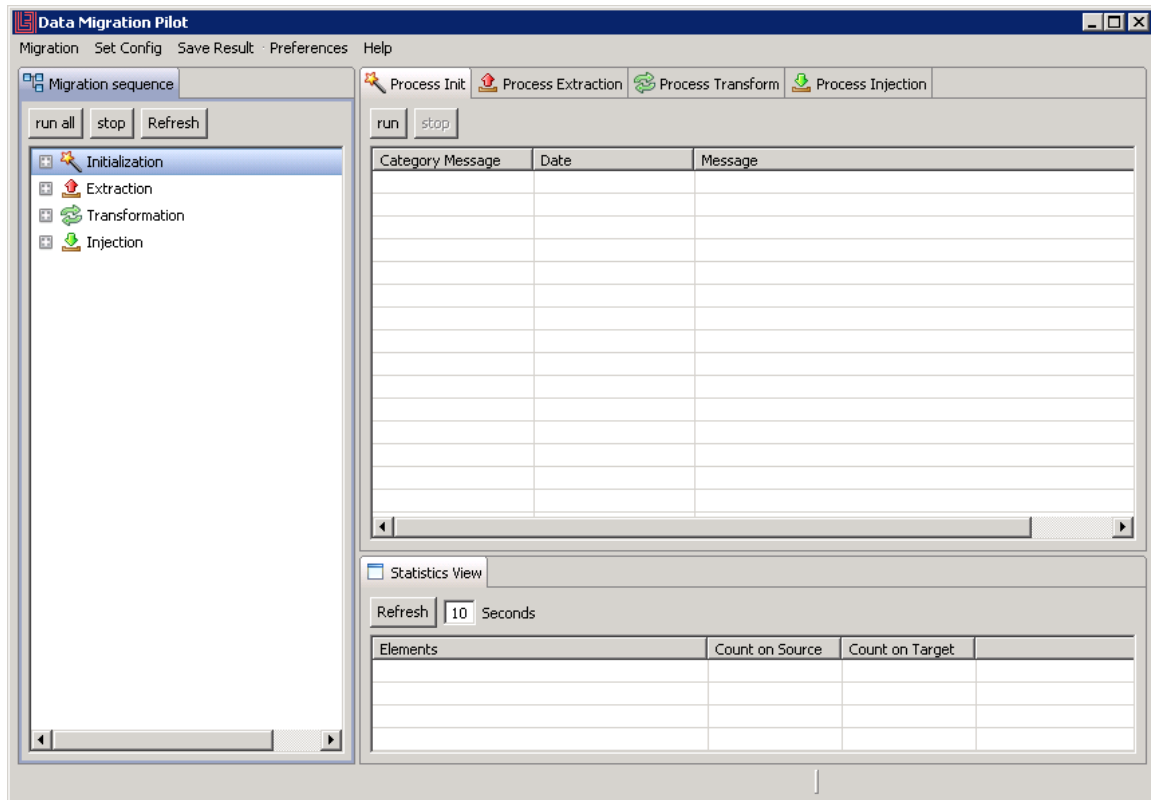 Data Migration Pilot
Migration Set Config Save Result Preferences Help
Migration sequence
run all stop Refresh
Initialization
Extraction
Transformation
Injection
Process Init Process Extraction Process Transform Process Injection
run stop
Category Message Date Message
Statistics View
Refresh 10 Seconds
Elements Count on Source Count on Target